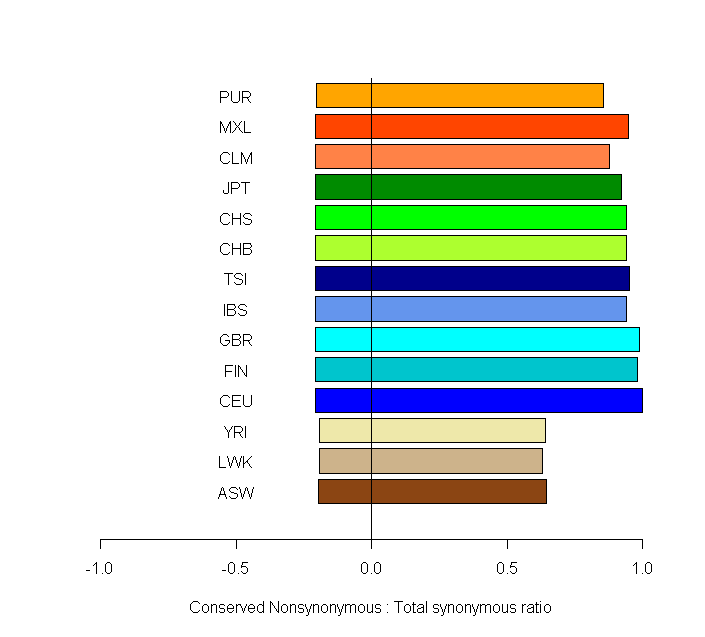 PUR
MXL
CLM
JPT
CHS
CHB
TSI
IBS
GBR
FIN
CEU
YRI
LWK
ASW
-1.0 -0.5 0.0 0.5 1.0
Conserved Nonsynonymous : Total synonymous ratio